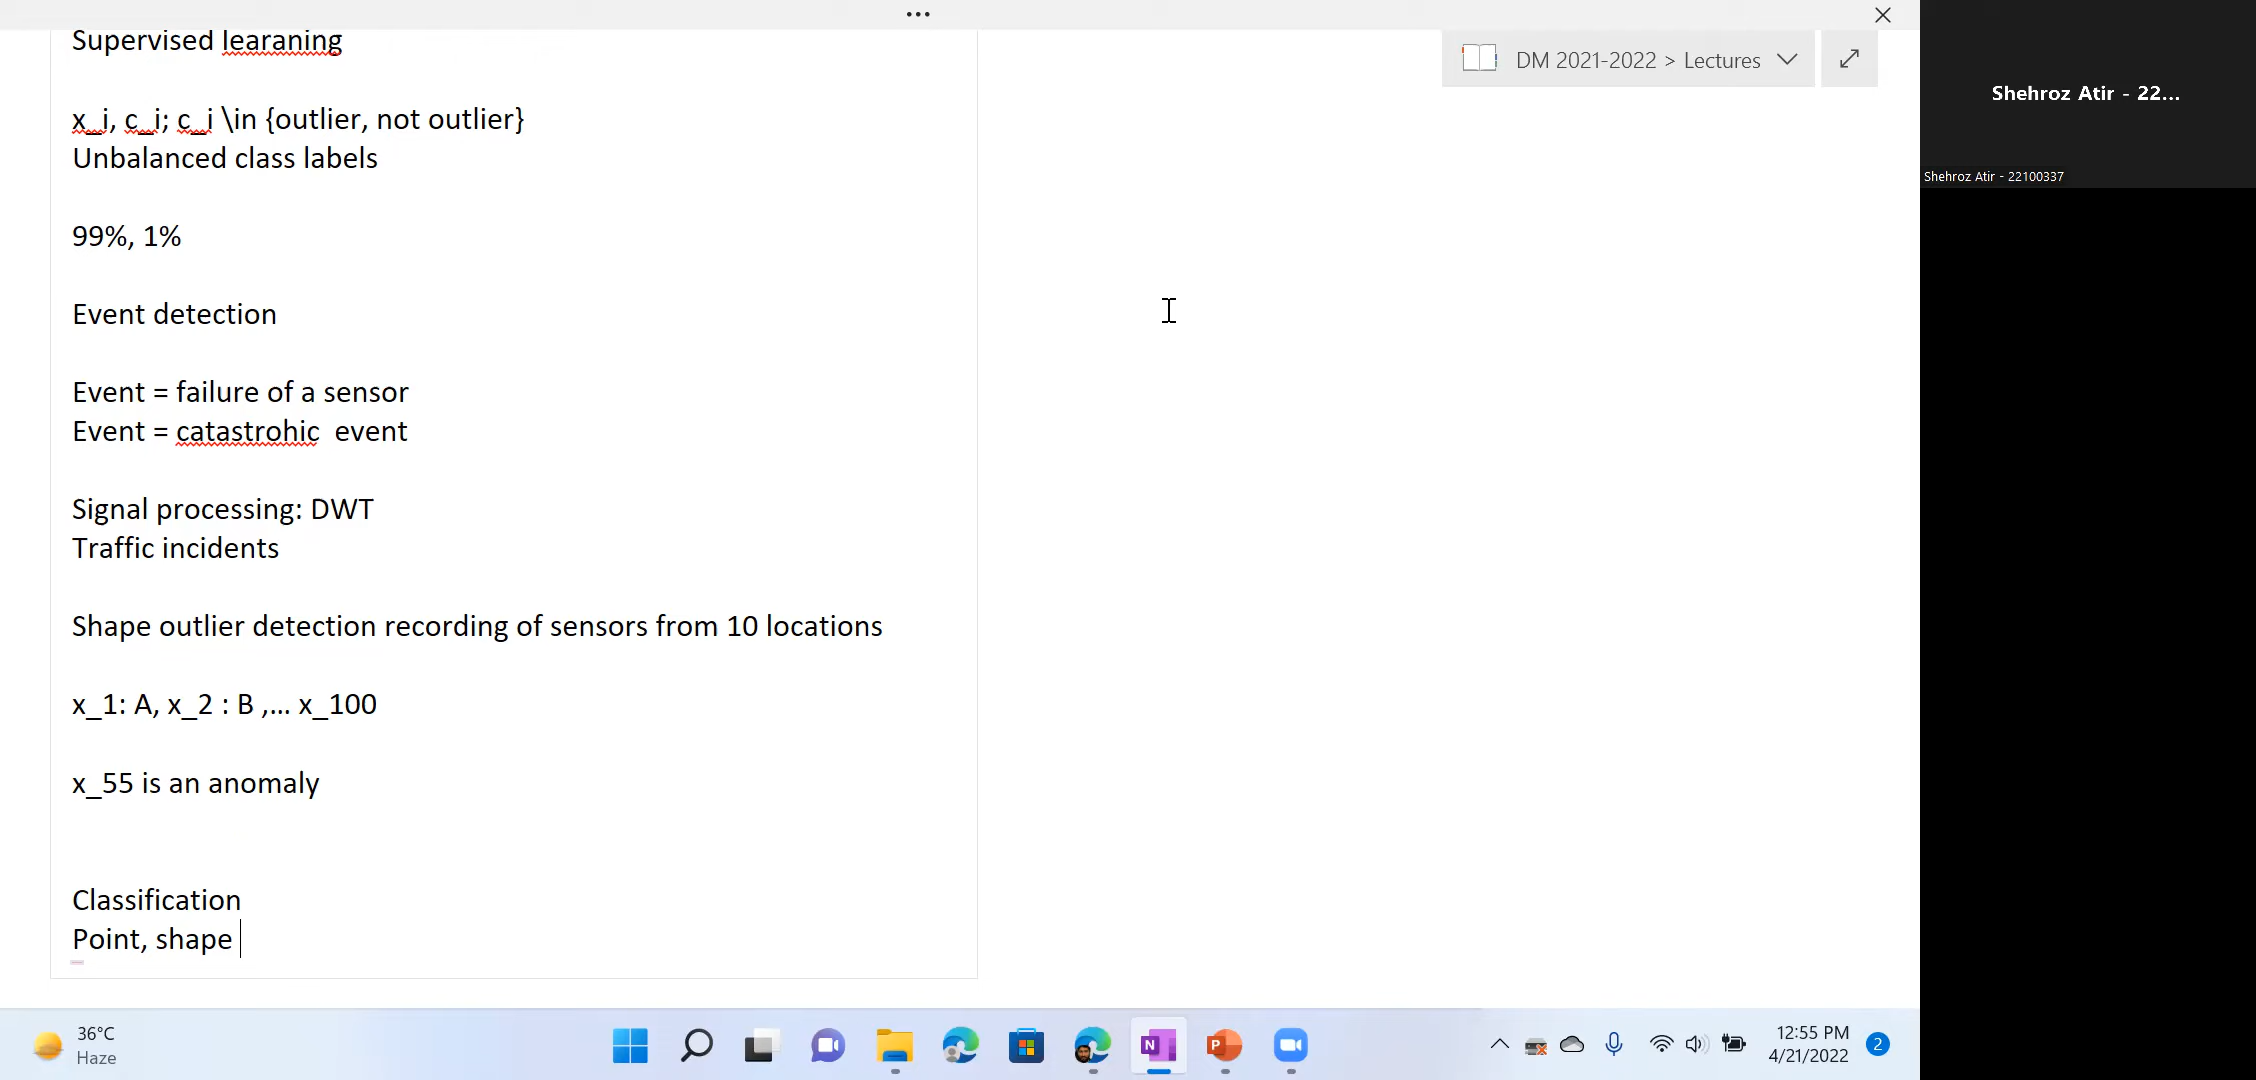 Supervised learaning
DM 2021-2022 > Lectures
Shehroz Atir - 22...
Shehroz Atir - 22100337
x_i, c_i; c_i \in {outlier, not outlier}
Unbalanced class labels
99%, 1%
Event detection
Event = failure of a sensor
Event = catastrohic  event
Signal processing: DWT
Traffic incidents
Shape outlier detection recording of sensors from 10 locations
x_1: A, x_2 : B ,... x_100
x_55 is an anomaly
Classification
Point, shape
36°C
Haze
12:55 PM
4/21/2022
2